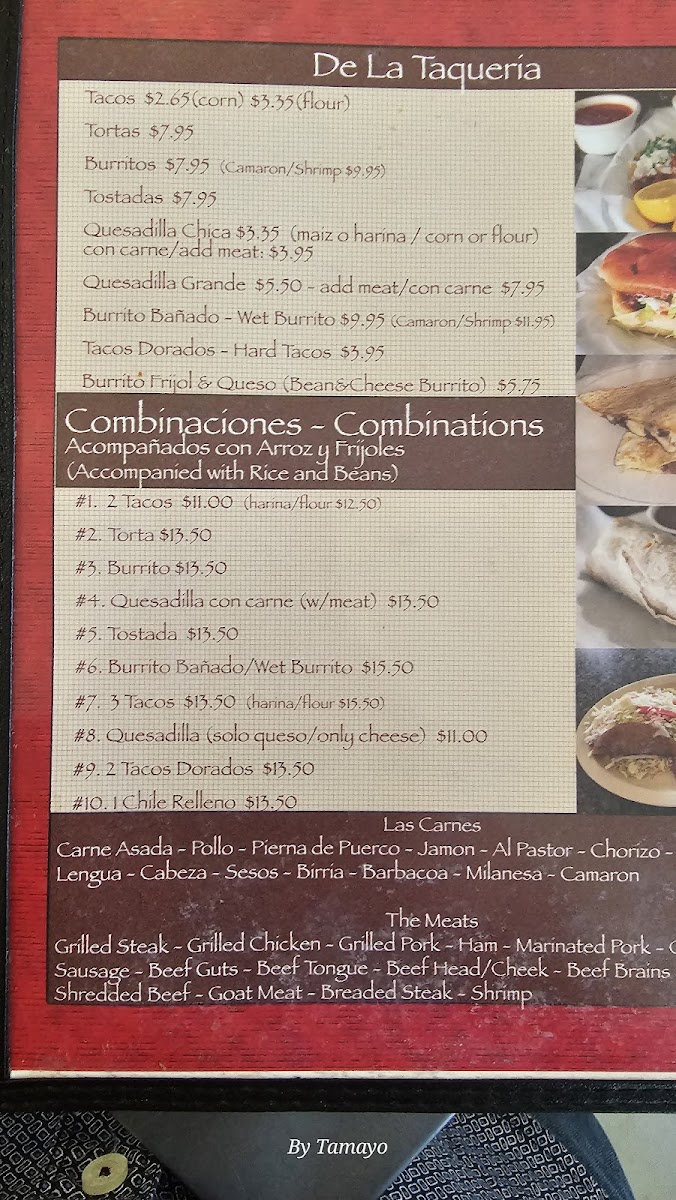 De La Taqueria
Tacos $2.65(corn) $3.35(flour)
Tortas $7.95
Burritos $7.95 (Camaron/Shrimp $9.95)
Tostadas $7.95
Quesadilla Chica $3.35 (maiz o harina / corn or flour)
con carne/add meat: $3.95
Quesadilla Grande $5.50 - add meat/con carne $7.95
Burrito Bañado - Wet Burrito $9.95 (Camaron/Shrimp $11.95)
Tacos Dorados - Hard Tacos $3.95
Burrito Frijol & Queso (Bean&Cheese Burrito) $5.75
Combinaciones - Combinations
Acompañados con Arroz y Frijoles
(Accompanied with Rice and Beans)
#1. 2 Tacos $11.00 (harina/flour $12.50)
#2. Torta $13.50
#3. Burrito $13.50
#4. Quesadilla con carne (w/meat) $13.50
#5. Tostada $13.50
#6. Burrito Bañado/Wet Burrito $15.50
#7. 3 Tacos $13.50 (harina/flour $15.50)
#8. Quesadilla (solo queso/only cheese) $11.00
#9. 2 Tacos Dorados $13.50
#10. 1 Chile Relleno $13.50
Las Carnes
Carne Asada - Pollo - Pierna de Puerco - Jamon - Al Pastor - Chorizo -
Lengua - Cabeza - Sesos - Birria - Barbacoa - Milanesa - Camaron
The Meats
Grilled Steak - Grilled Chicken - Grilled Pork - Ham - Marinated Pork -
Sausage - Beef Guts - Beef Tongue - Beef Head/Cheek - Beef Brains
Shredded Beef - Goat Meat - Breaded Steak - Shrimp
By Tamayo